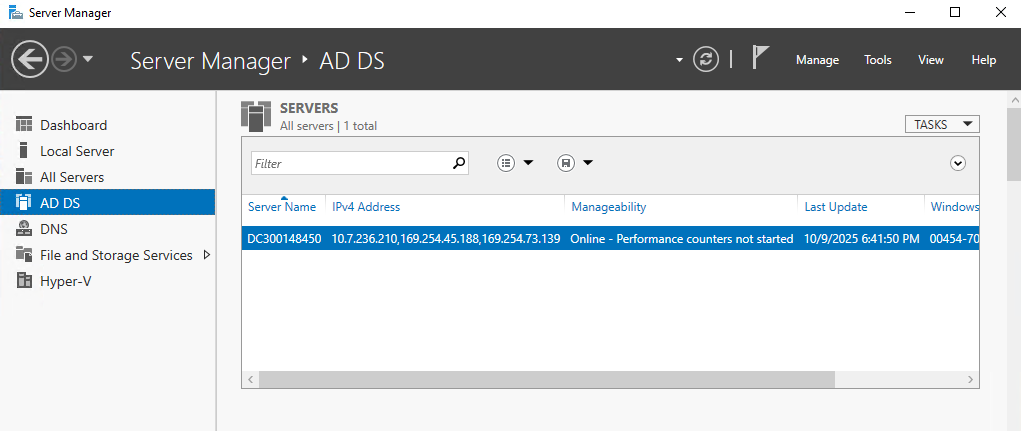 Server Manager
Server Manager ‣ AD DS
Manage Tools View Help
Dashboard
Local Server
All Servers
AD DS
DNS
File and Storage Services
Hyper-V
SERVERS
All servers | 1 total
TASKS
Filter
Server Name IPv4 Address Manageability Last Update Windows
DC300148450 10.7.236.210,169.254.45.188,169.254.73.139 Online - Performance counters not started 10/9/2025 6:41:50 PM 00454-70